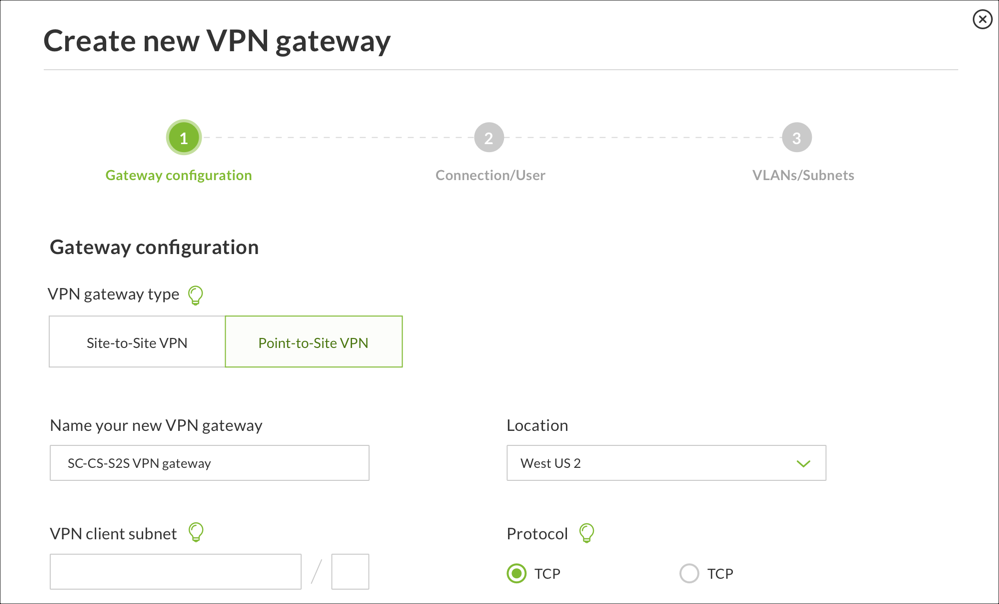 Create new VPN gateway
1
2
3
Gateway configuration
Connection/User
VLANs/Subnets
Gateway configuration
VPN gateway type
Site-to-Site VPN
Point-to-Site VPN
Name your new VPN gateway
Location
SC-CS-S2S VPN gateway
West US 2
VPN client subnet
Protocol
/
TCP
TCP